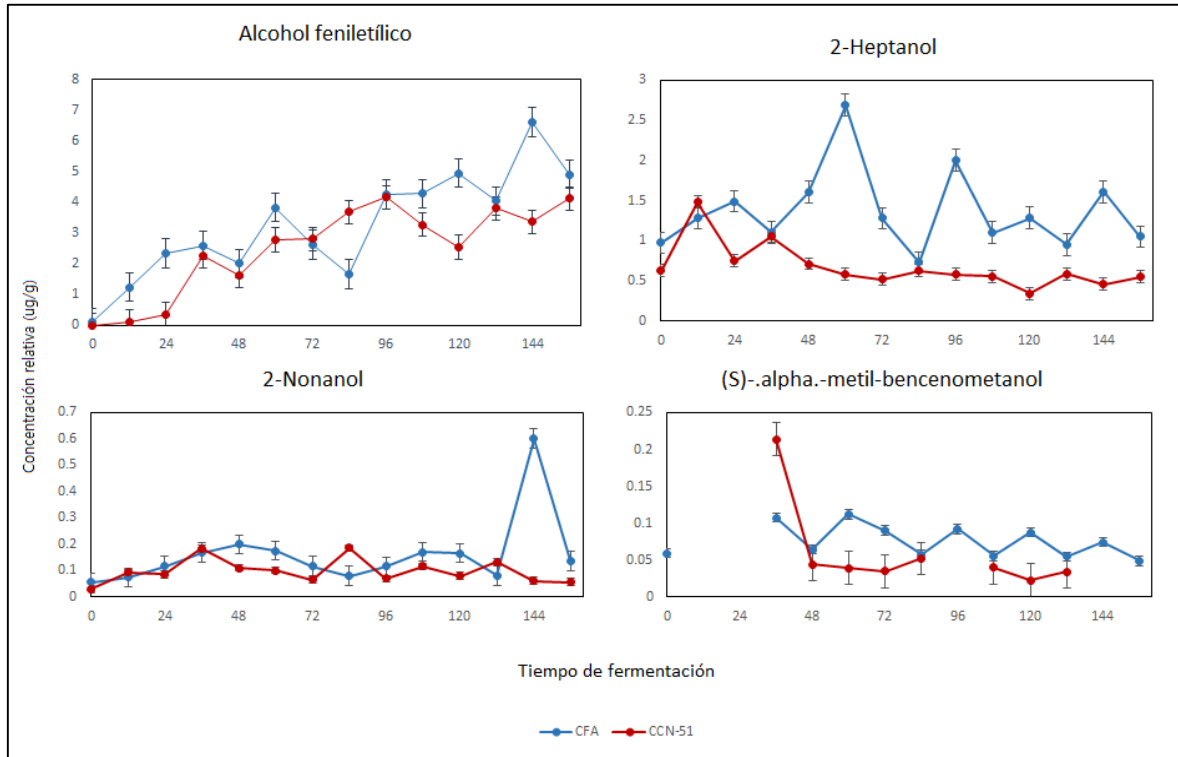 Alcohol feniletílico
8
7
6
5
4
3
2
1
0
0 24 48 72 96 120 144
2-Heptanol
3
2.5
2
1.5
1
0.5
0
0 24 48 72 96 120 144
Concentración relativa (ug/g)
2-Nonanol
0.7
0.6
0.5
0.4
0.3
0.2
0.1
0
0 24 48 72 96 120 144
(S)-.alpha.-metil-bencenometanol
0.25
0.2
0.15
0.1
0.05
0
0 24 48 72 96 120 144
Tiempo de fermentación
CFA CCN-51